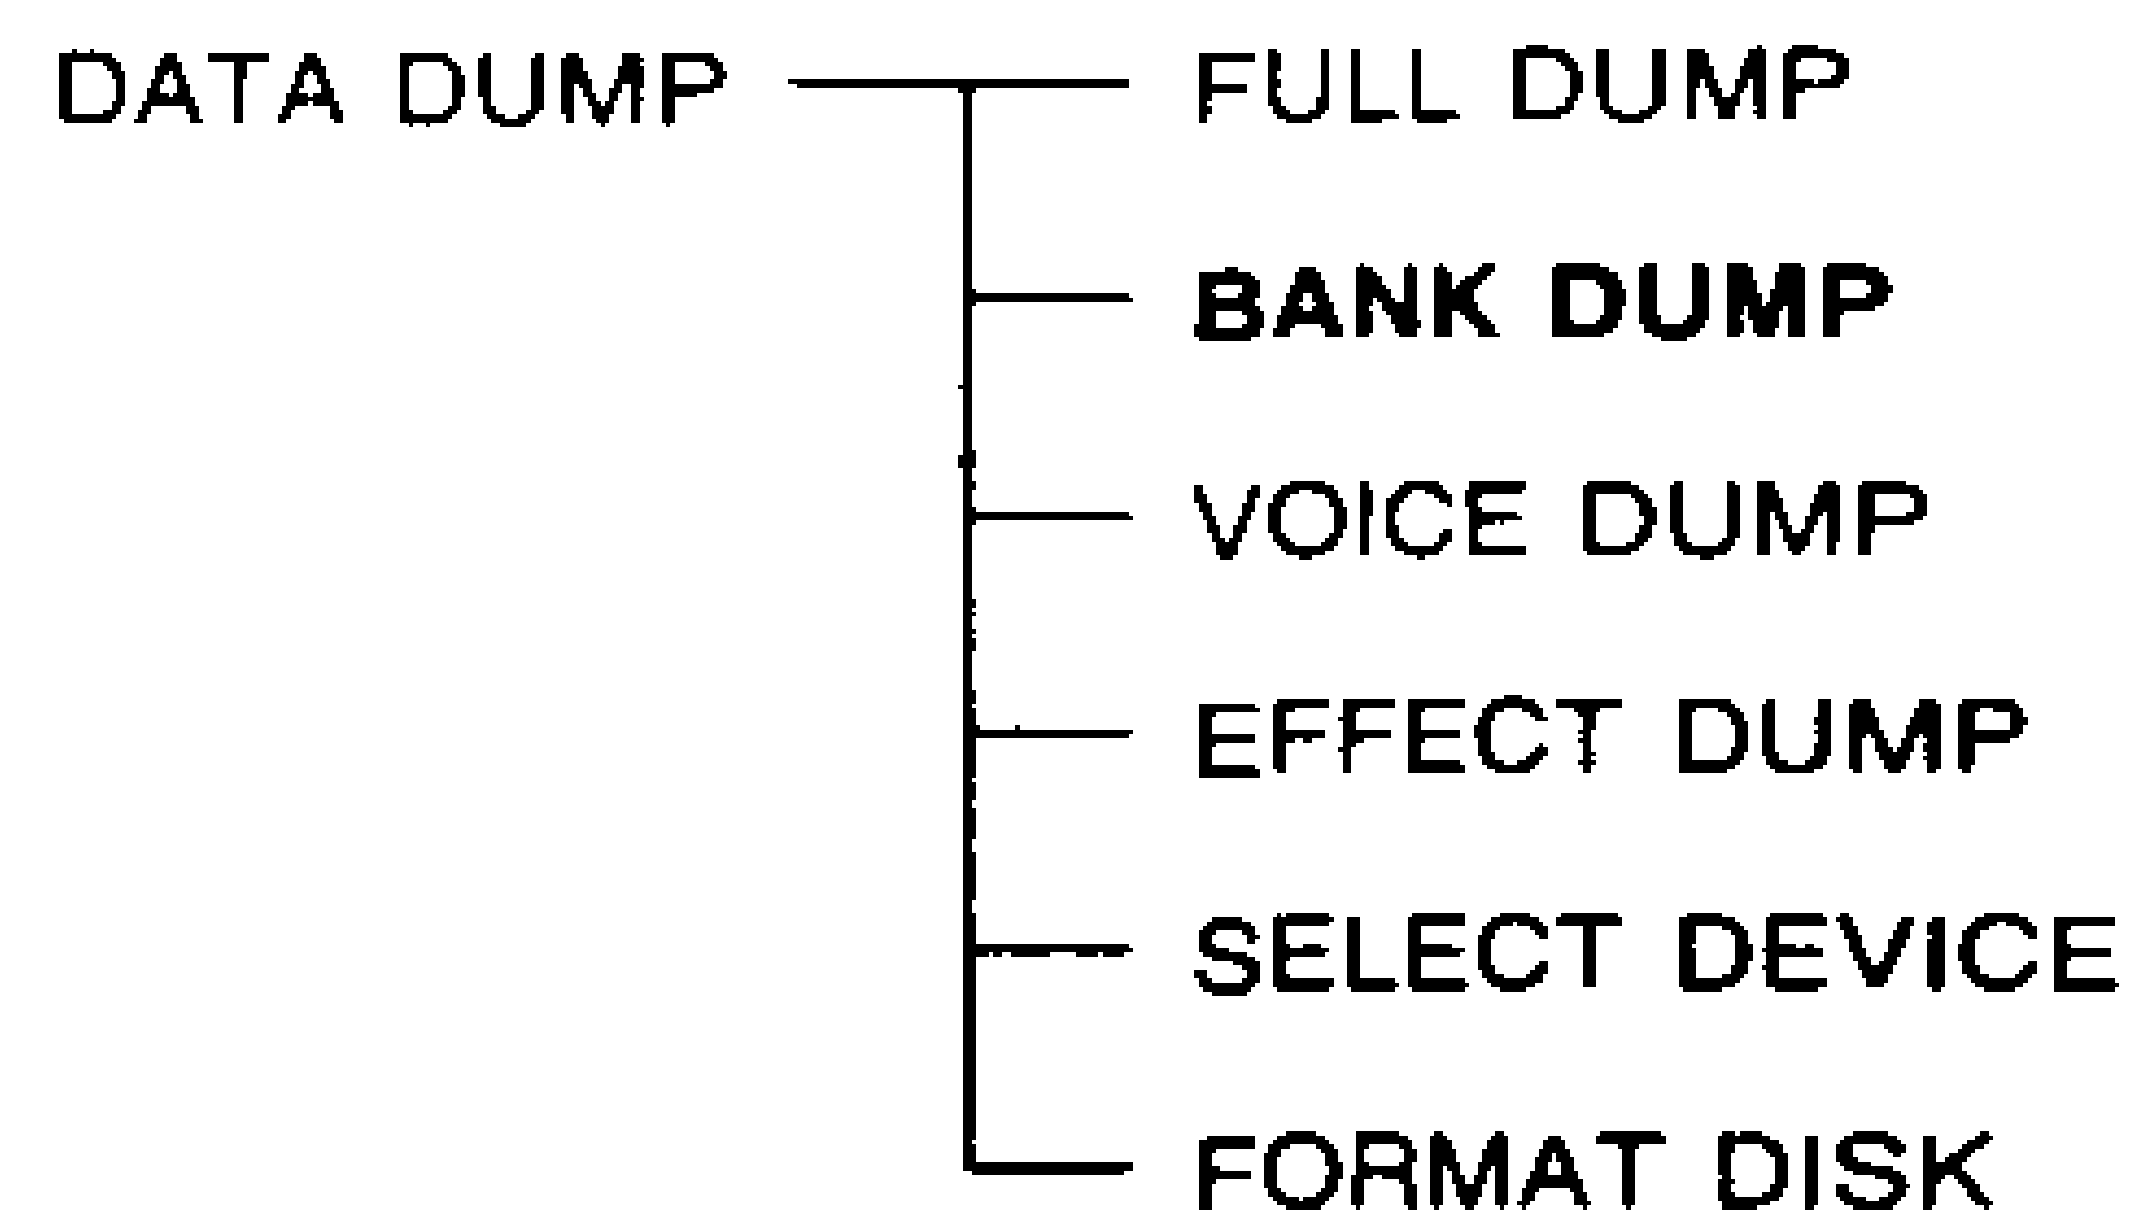 DATA DUMP FULL DUMP
BANK DUMP
VOICE DUMP
EFFECT DUMP
SELECT DEVICE
FORMAT DISK